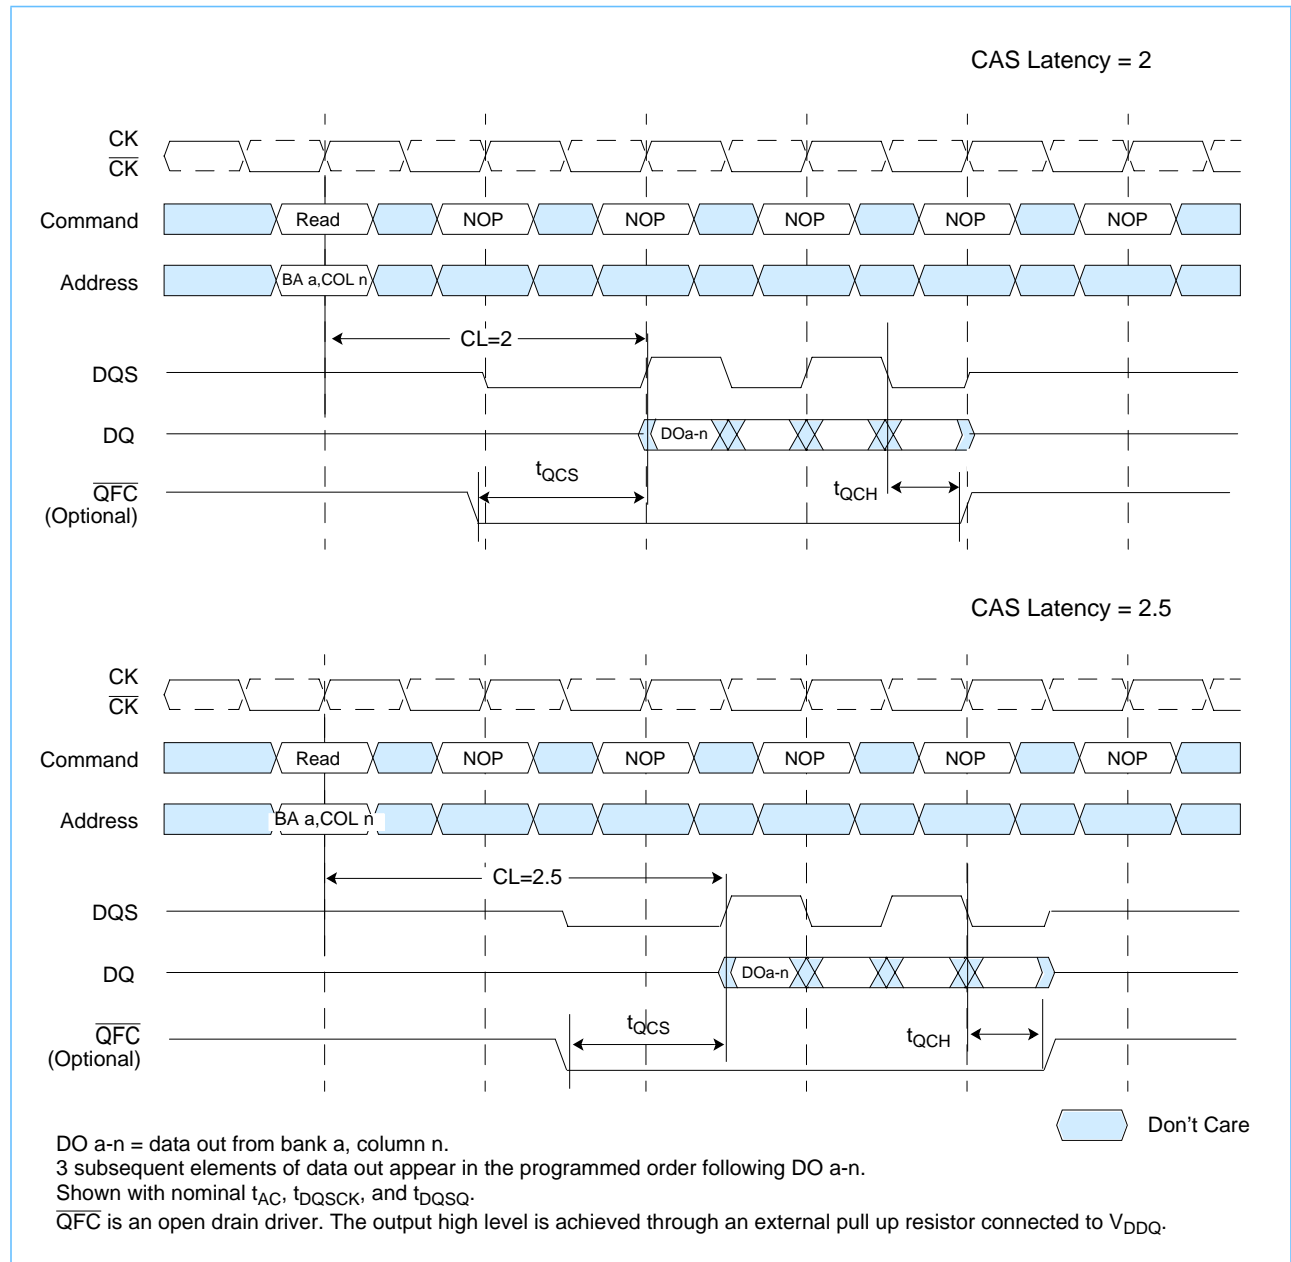 CAS Latency = 2
CK
CK
Command Read NOP NOP NOP NOP NOP
Address BA a,COL n
CL=2
DQS
DQ DOa-n
tQCS
QFC tQCH
(Optional)
CAS Latency = 2.5
CK
CK
Command Read NOP NOP NOP NOP NOP
Address BA a,COL n
CL=2.5
DQS
DQ DOa-n
tQCS
QFC tQCH
(Optional)
Don't Care
DO a-n = data out from bank a, column n.
3 subsequent elements of data out appear in the programmed order following DO a-n.
Shown with nominal tAC, tDQSCK, and tDQSQ.
QFC is an open drain driver. The output high level is achieved through an external pull up resistor connected to VDDQ.